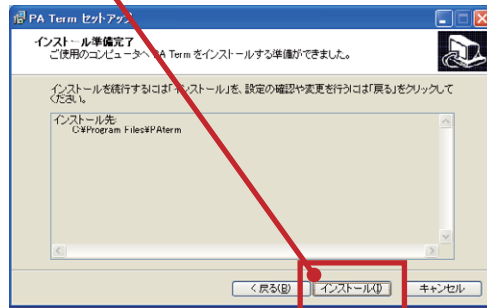 PA Term セットアップ
インストール準備完了
ご使用のコンピュータへ PA Term をインストールする準備ができました。
インストールを続行するには「インストール」を、設定の確認や変更を行うには「戻る」をクリックして
ください。
インストール先:
C:¥Program Files¥PAterm
< 戻る(B)
インストール(I)
キャンセル